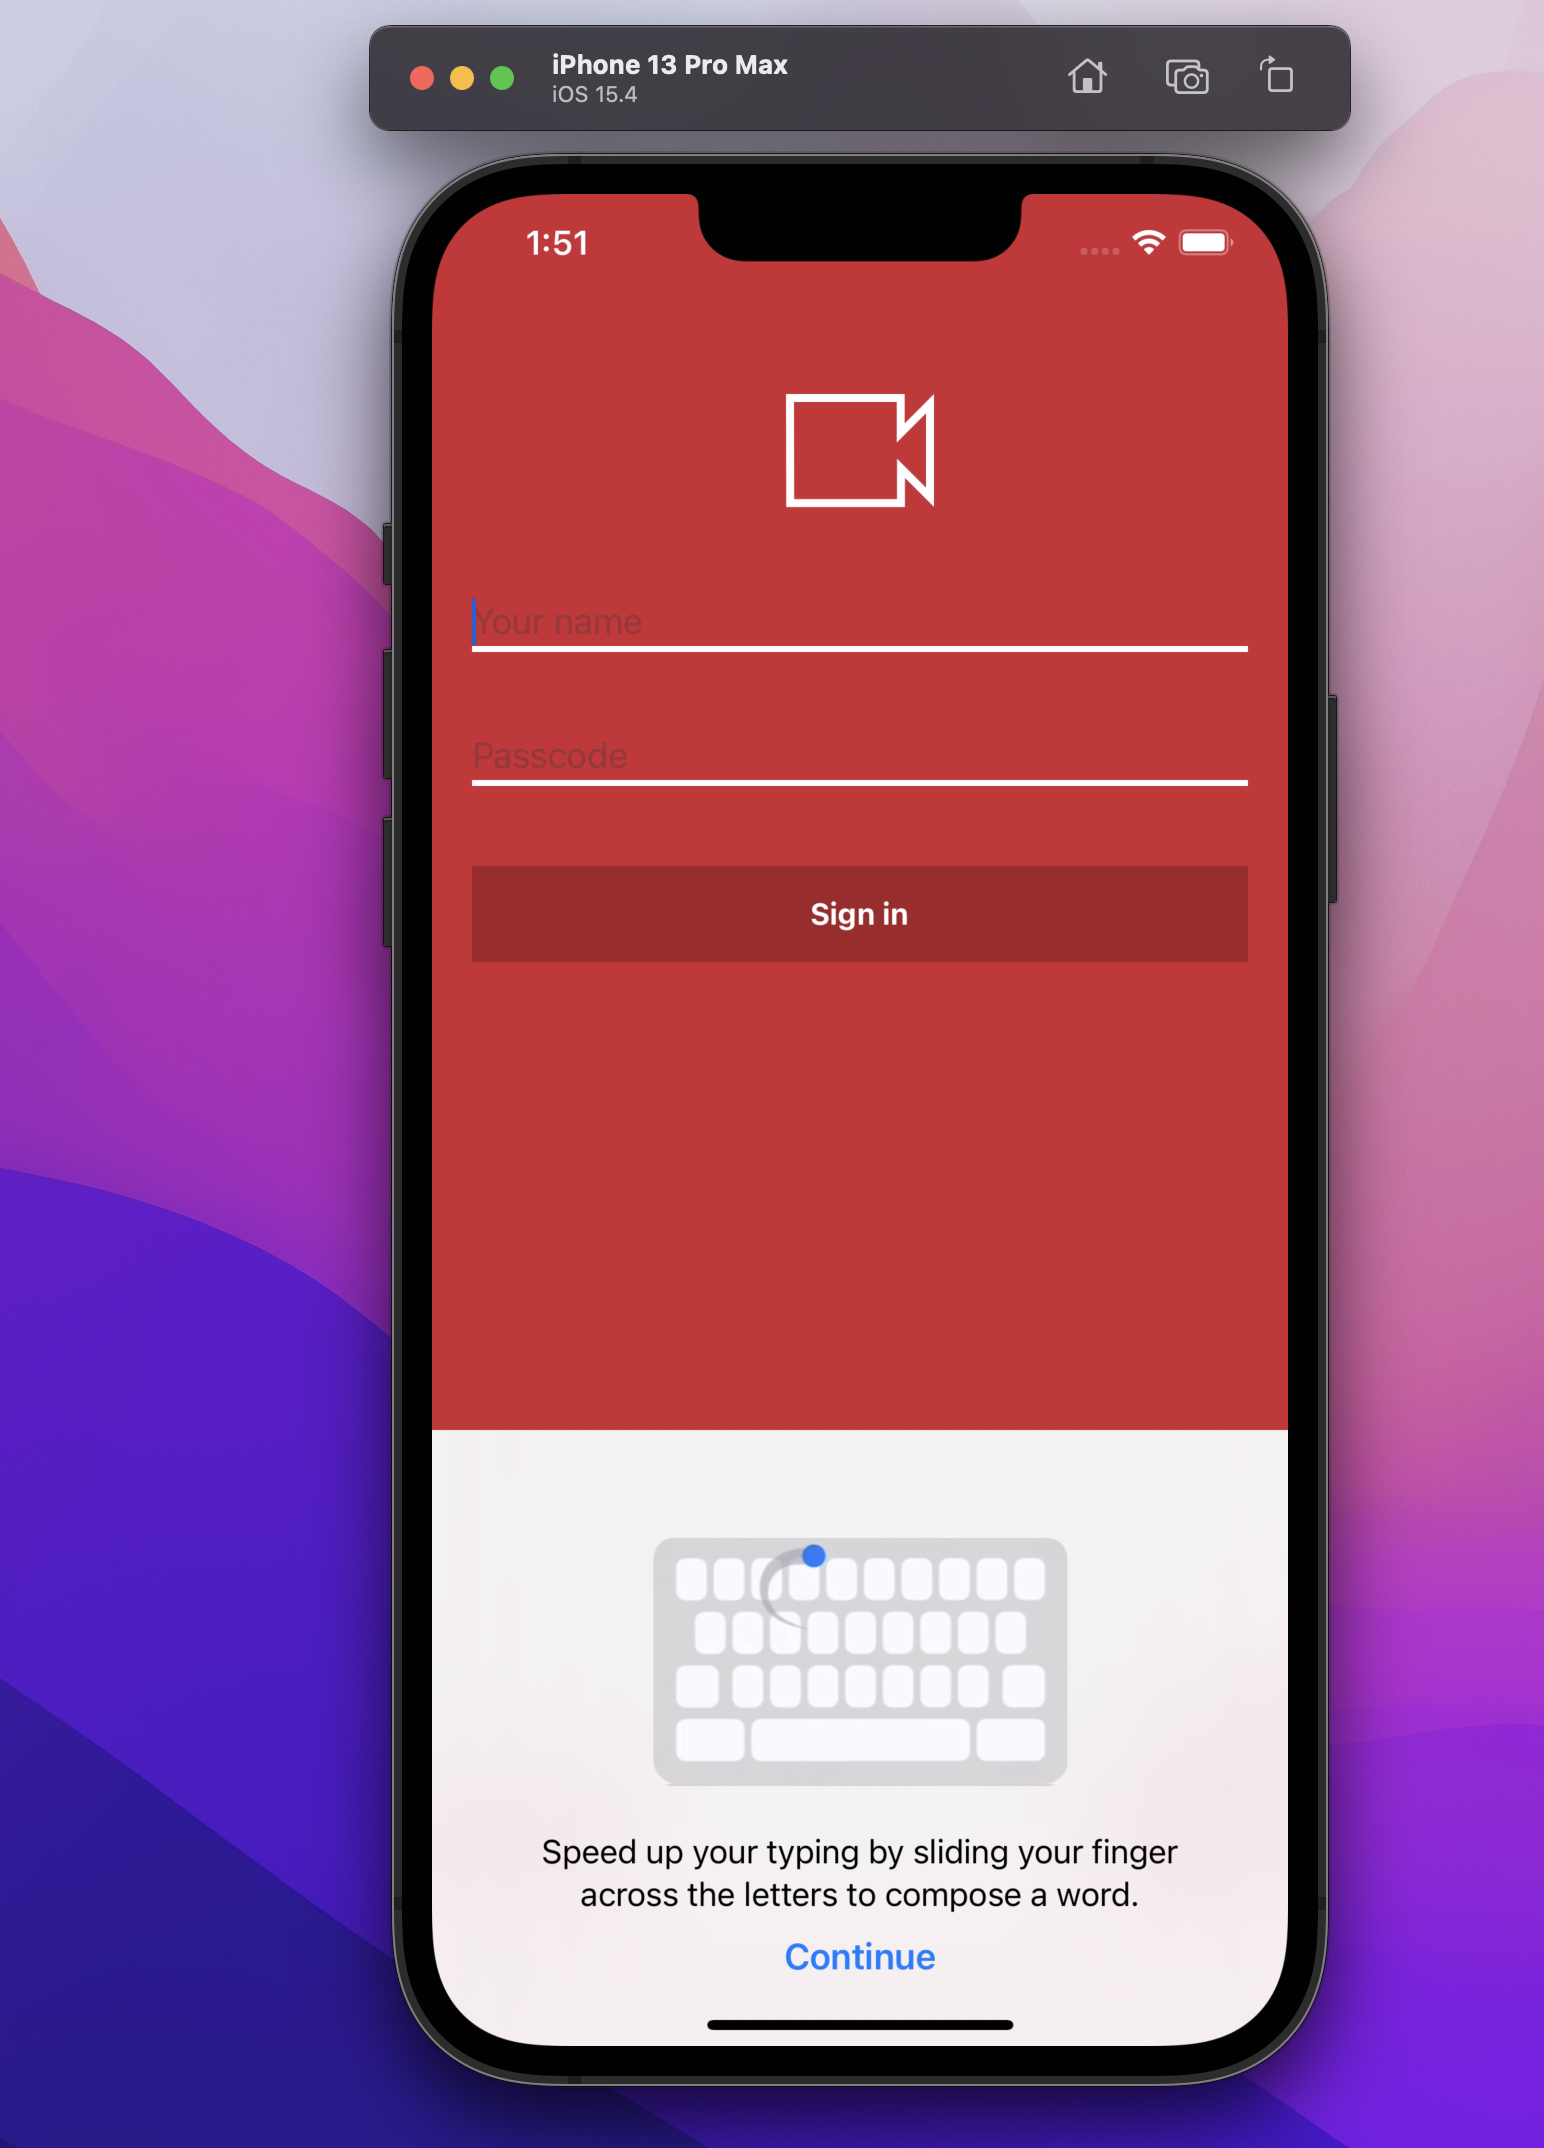 iPhone 13 Pro Max
iOS 15.4
1:51
Your name
Passcode
Sign in
Speed up your typing by sliding your finger
across the letters to compose a word.
Continue